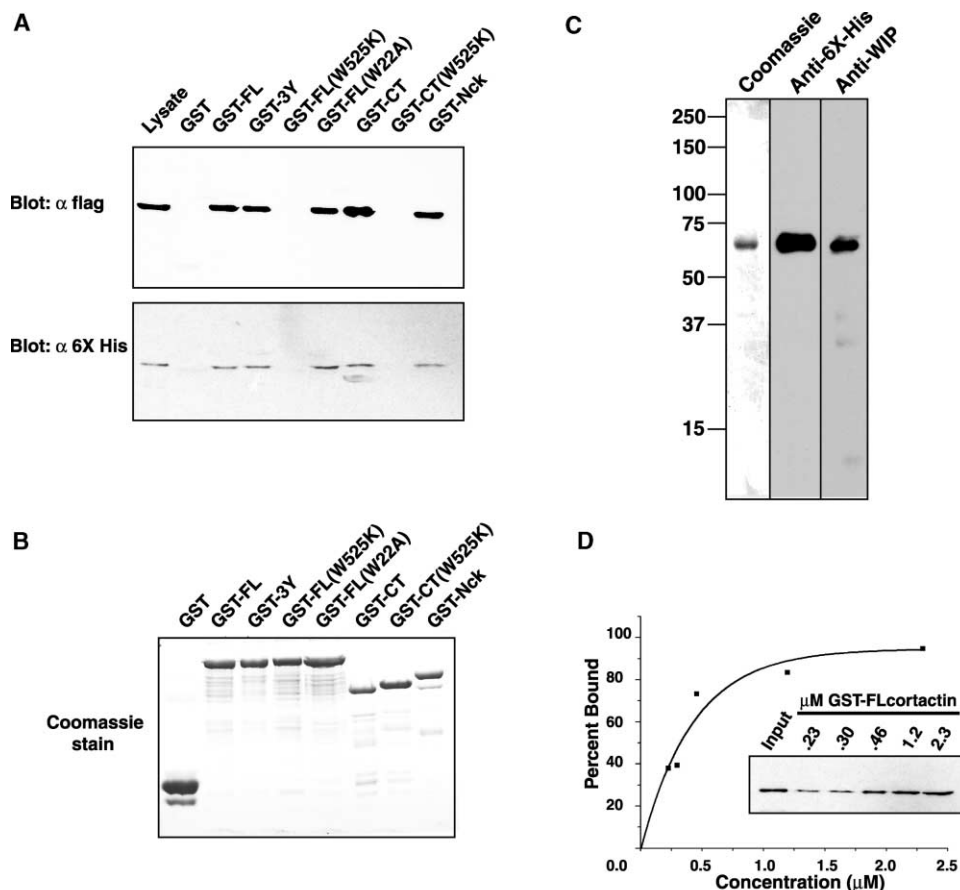 A
Lysate
GST
GST-FL
GST-3Y
GST-FL(W525K)
GST-FL(W22A)
GST-CT
GST-CT(W525K)
GST-Nck
Blot: α flag
Blot: α 6X His
B
GST
GST-FL
GST-3Y
GST-FL(W525K)
GST-FL(W22A)
GST-CT
GST-CT(W525K)
GST-Nck
Coomassie
stain
C
Coomassie
Anti-6X-His
Anti-WIP
250
150
100
75
50
37
15
D
Percent Bound
100
80
60
40
20
0.0
0.5
1.0
1.5
2.0
2.5
Concentration (μM)
μM GST-FLcortactin
Input
.23
.30
.46
1.2
2.3